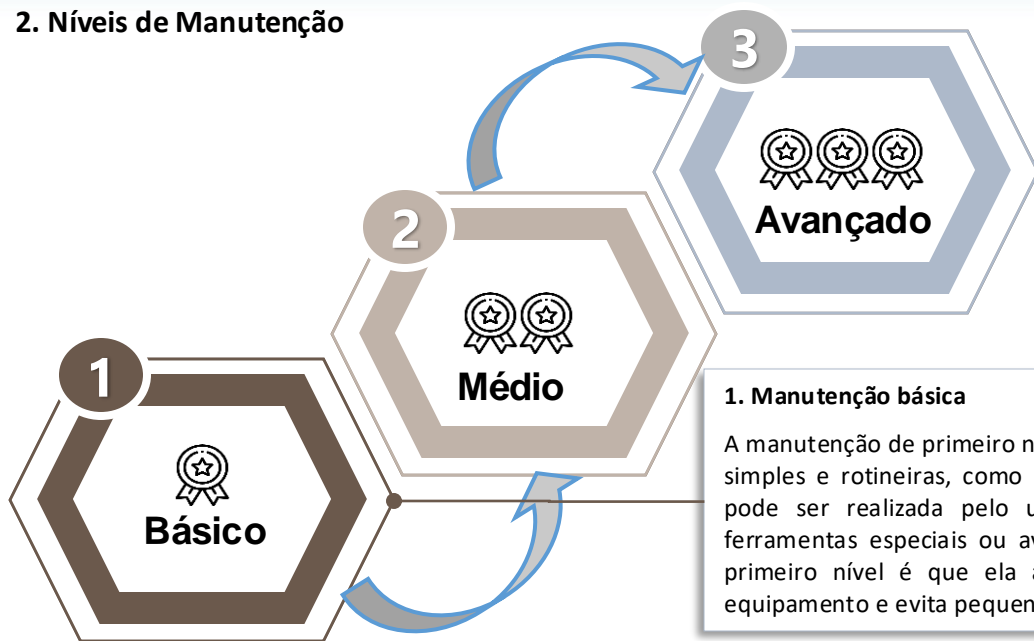 2. Níveis de Manutenção
3
Avançado
2
Médio
1
Básico
1. Manutenção básica
A manutenção de primeiro n
simples e rotineiras, como
pode ser realizada pelo u
ferramentas especiais ou av
primeiro nível é que ela a
equipamento e evita pequen